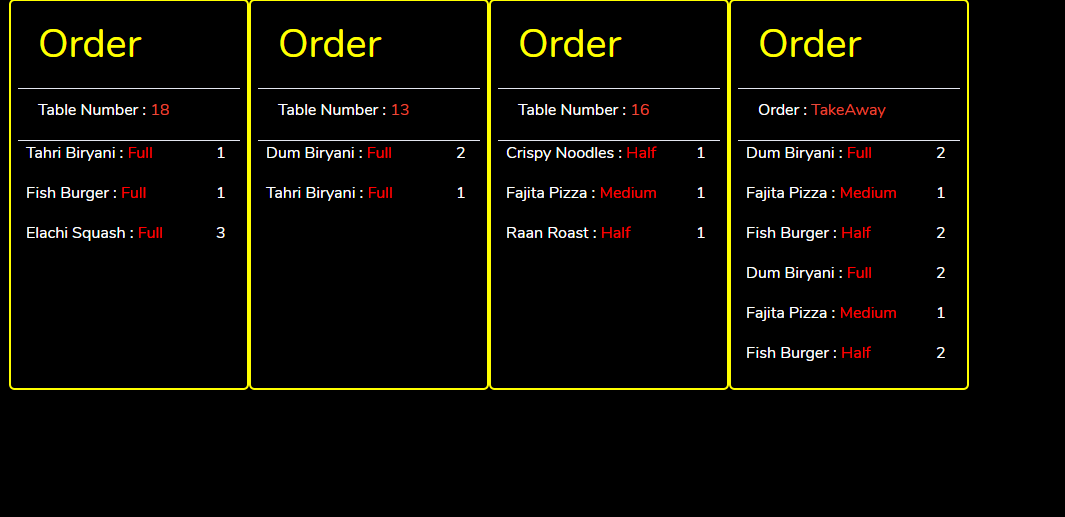 Order
Table Number : 18
Tahri Biryani : Full 1
Fish Burger : Full 1
Elachi Squash : Full 3
Order
Table Number : 13
Dum Biryani : Full 2
Tahri Biryani : Full 1
Order
Table Number : 16
Crispy Noodles : Half 1
Fajita Pizza : Medium 1
Raan Roast : Half 1
Order
Order : TakeAway
Dum Biryani : Full 2
Fajita Pizza : Medium 1
Fish Burger : Half 2
Dum Biryani : Full 2
Fajita Pizza : Medium 1
Fish Burger : Half 2